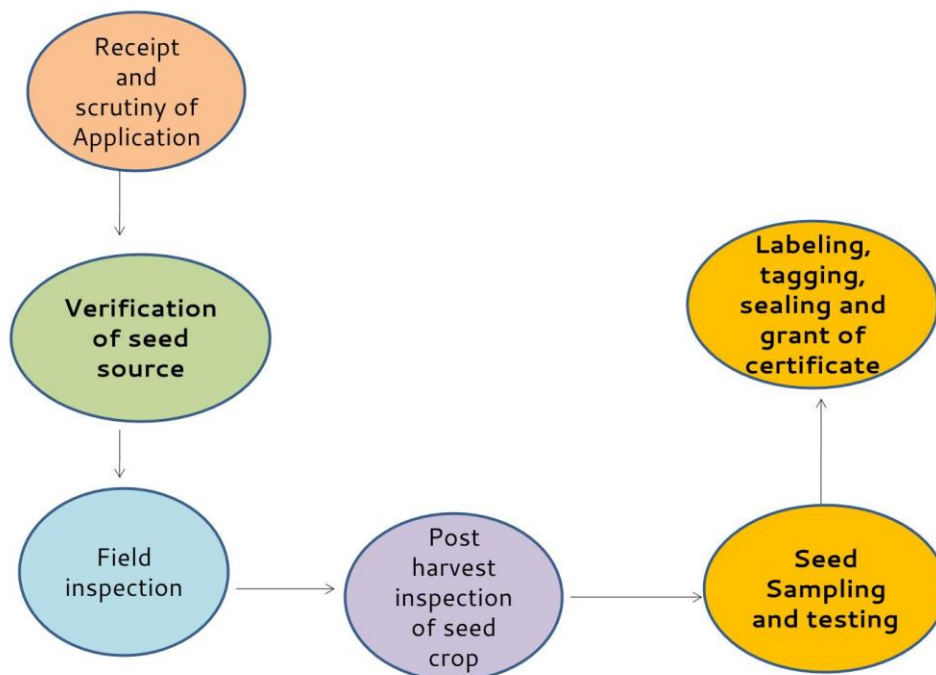 Receipt
and
scrutiny of
Application
Verification
of seed
source
Field
inspection
Post
harvest
inspection
of seed
crop
Seed
Sampling
and testing
Labeling,
tagging,
sealing and
grant of
certificate